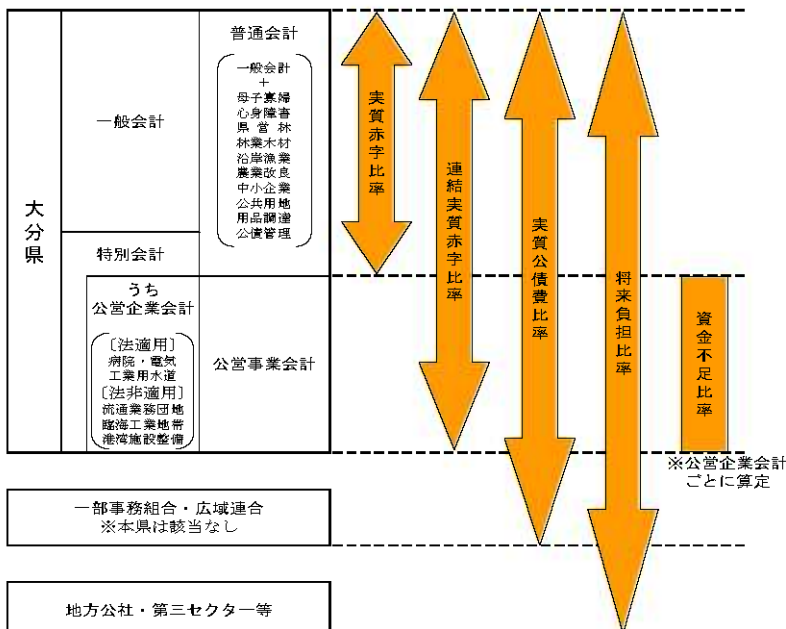 大分県
一般会計
普通会計
一般会計
+
母子寡婦
心身障害
県営林
林業木材
沿岸漁業
農業改良
中小企業
公共用地
用品調達
公債管理
特別会計
うち
公営企業会計
〔法適用〕
病院・電気
工業用水道
〔法非適用〕
流通業務団地
臨海工業地帯
港湾施設整備
公営事業会計
実質赤字比率
連結実質赤字比率
実質公債費比率
将来負担比率
資金不足比率
※公営企業会計
ごとに算定
一部事務組合・広域連合
※本県は該当なし
地方公社・第三セクター等